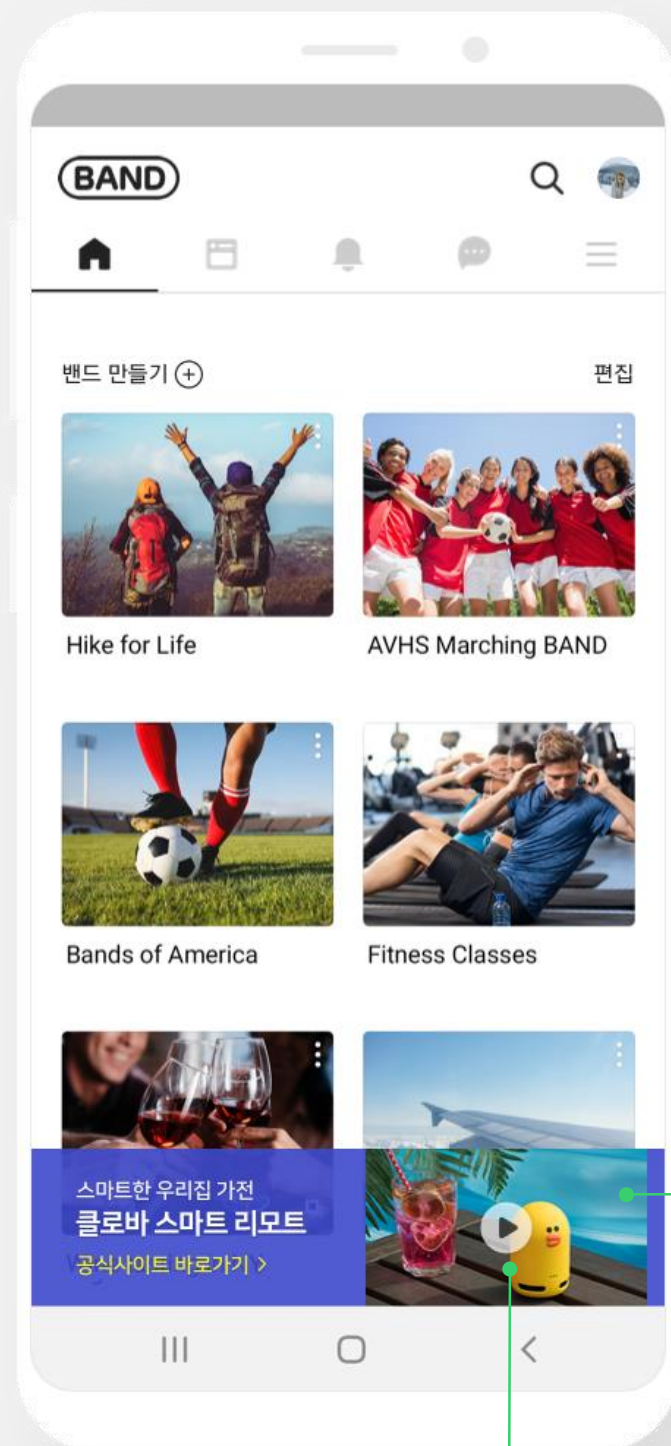 BAND
밴드 만들기
편집
Hike for Life
AVHS Marching BAND
Bands of America
Fitness Classes
스마트한 우리집 가전
클로바 스마트 리모트
공식사이트 바로가기 >